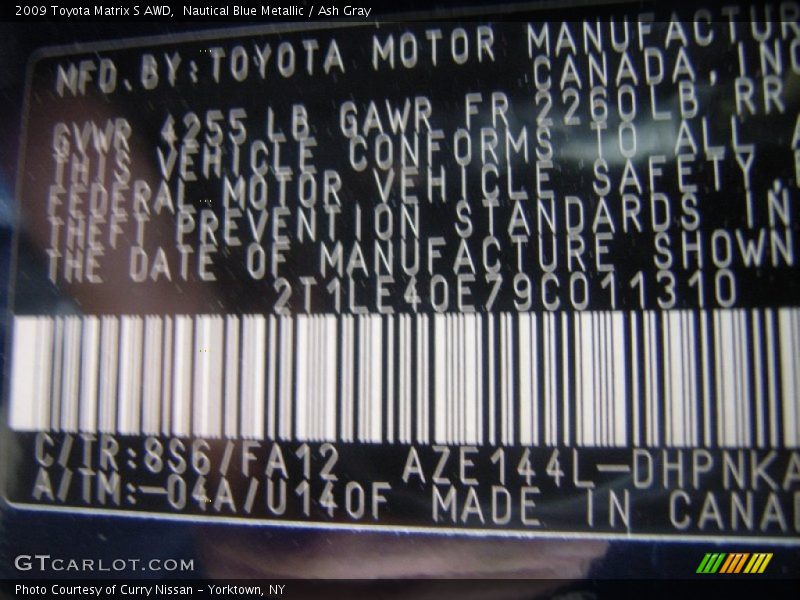 2009 Toyota Matrix S AWD,  Nautical Blue Metallic / Ash Gray
MFD.BY:TOYOTA MOTOR MANUFACTUR
CANADA, INC
GVWR 4255LB GAWR FR 2260LB,RR
THIS VEHICLE CONFORMS TO ALL A
FEDERAL MOTOR VEHICLE SAFETY,
THEFT PREVENTION STANDARDS IN
THE DATE OF MANUFACTURE SHOWN
2T1LE40E79C011310
C/TR:8S6/FA12 AZE144L-DHPNKA
A/TM:-04A/U140F MADE IN CANAD
GTCARLOT.COM
Photo Courtesy of Curry Nissan - Yorktown, NY